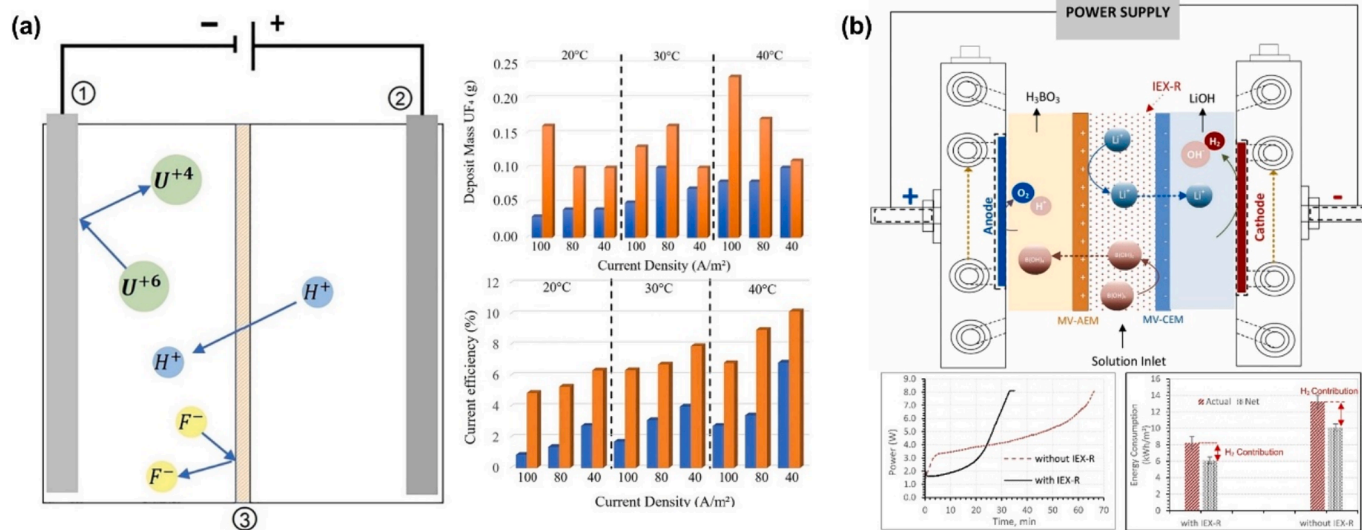 (a)
− +
①
②
U+4
U+6
H+
H+
F−
F−
③
20°C 30°C 40°C
Deposit Mass UF₄ (g)
0.25
0.20
0.15
0.10
0.05
0.00
100 80 40 100 80 40 100 80 40
Current Density (A/m²)
20°C 30°C 40°C
Current efficiency (%)
12
10
8
6
4
2
0
100 80 40 100 80 40 100 80 40
Current Density (A/m²)
(b)
POWER SUPPLY
IEX-R
H₃BO₃
LiOH
Li⁺
OH
H₂
+
-
O₂
H⁺
Li⁺
Li⁺
Anode
Cathode
B(OH)₄
B(OH)₄
B(OH)₄
MV-AEM
MV-CEM
Solution Inlet
Power (W)
9.0
8.0
7.0
6.0
5.0
4.0
3.0
2.0
1.0
0.0
without IEX-R
with IEX-R
0 10 20 30 40 50 60 70
Time, min
Energy Consumption
(kWh/m³)
16
14
12
10
8
6
4
2
0
H₂ Contribution
Actual Net
H₂ Contribution
with IEX-R without IEX-R